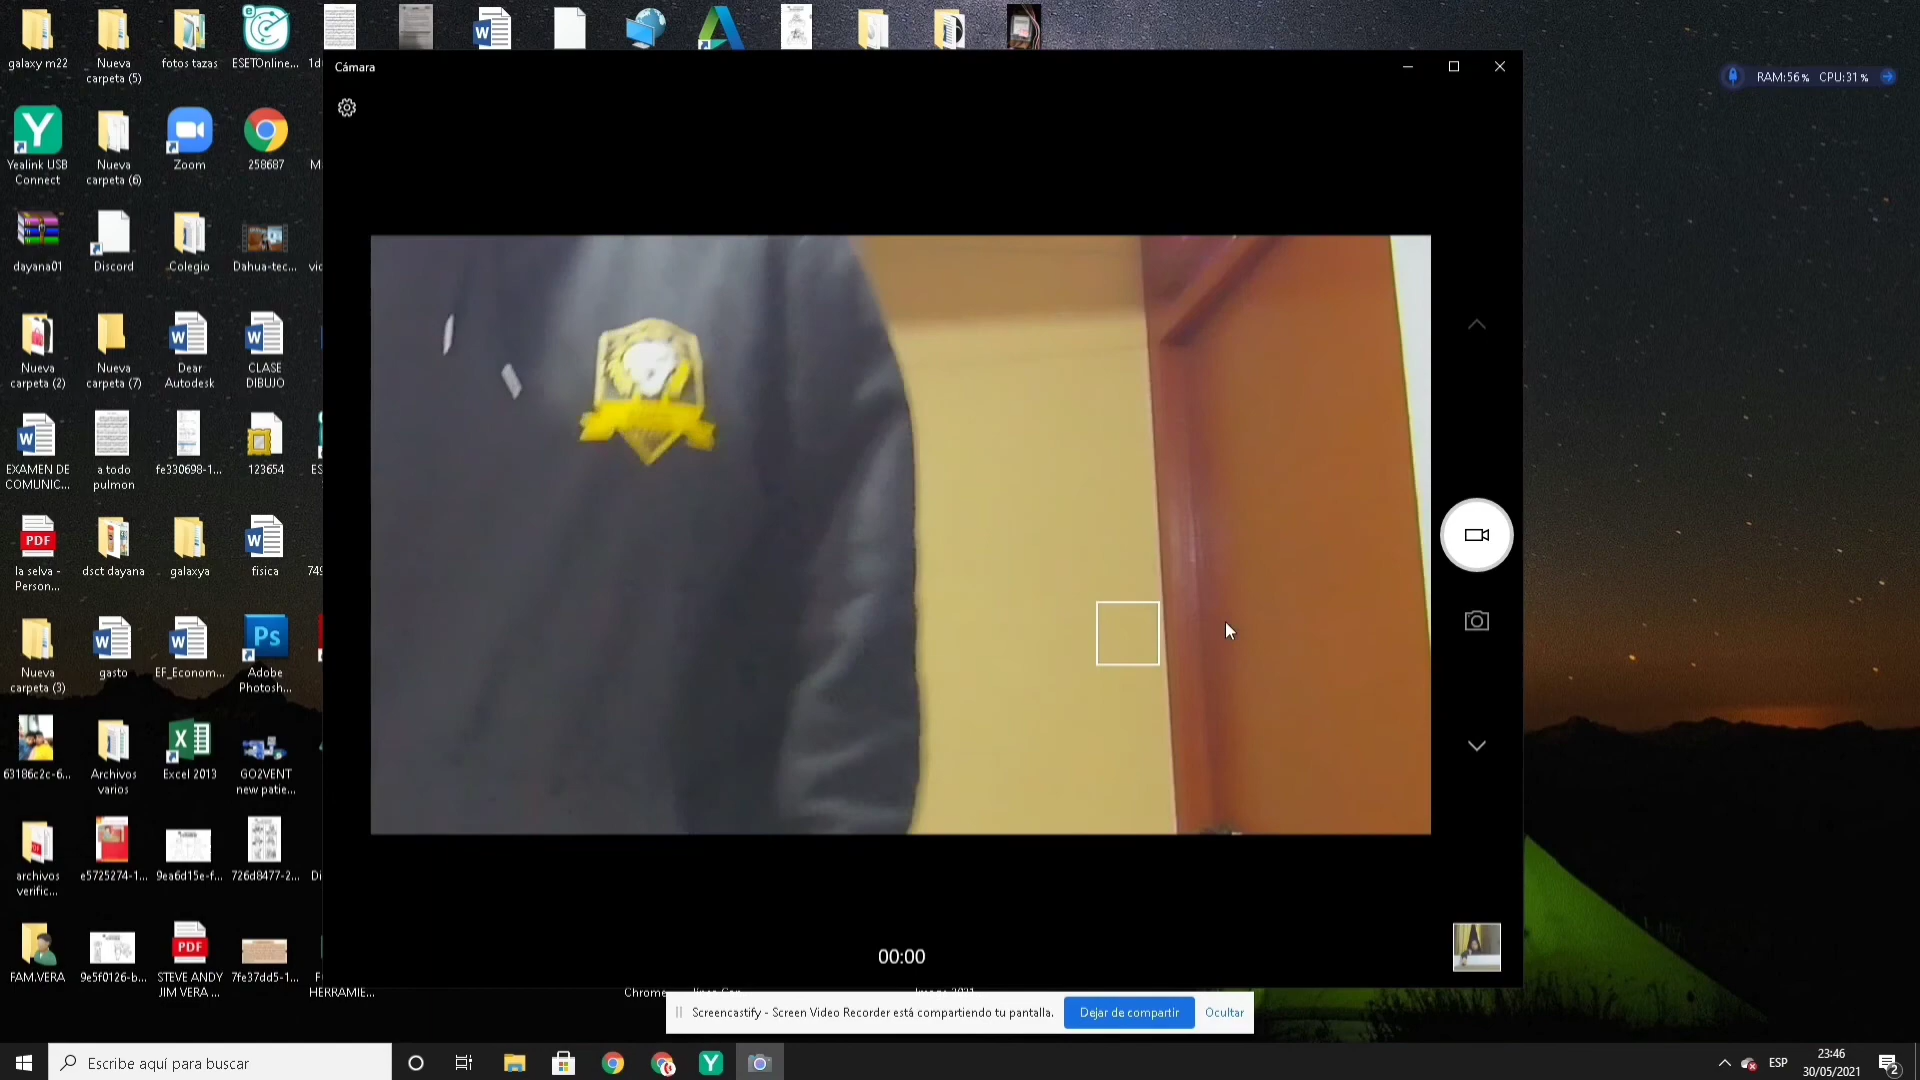 galaxy m22
Nueva
carpeta (5)
fotos tazas
ESETOnline...
Cámara
RAM:56% CPU:31%
Yealink USB
Connect
Nueva
carpeta (6)
Zoom
258687
dayana01
Discord
Colegio
Dahua-tec...
Nueva
carpeta (2)
Nueva
carpeta (7)
Dear
Autodesk
CLASE
DIBUJO
EXAMEN DE
COMUNIC...
a todo
pulmon
fe330698-1...
123654
PDF
la selva -
Person...
dsct dayana
galaxya
fisica
Nueva
carpeta (3)
gasto
EF_Econom...
Ps
Adobe
Photosh...
63186c2c-6...
Archivos
varios
Excel 2013
GO2VENT
new patie...
archivos
verific...
e5725274-1...
9ea6d15e-f...
726d8477-2...
FAM.VERA
9e5f0126-b...
PDF
STEVE ANDY
JIM VERA ...
7fe37dd5-1...
HERRAMIE...
00:00
Chrome
Screencastify - Screen Video Recorder está compartiendo tu pantalla.
Dejar de compartir
Ocultar
Escribe aquí para buscar
ESP
23:46
30/05/2021
2